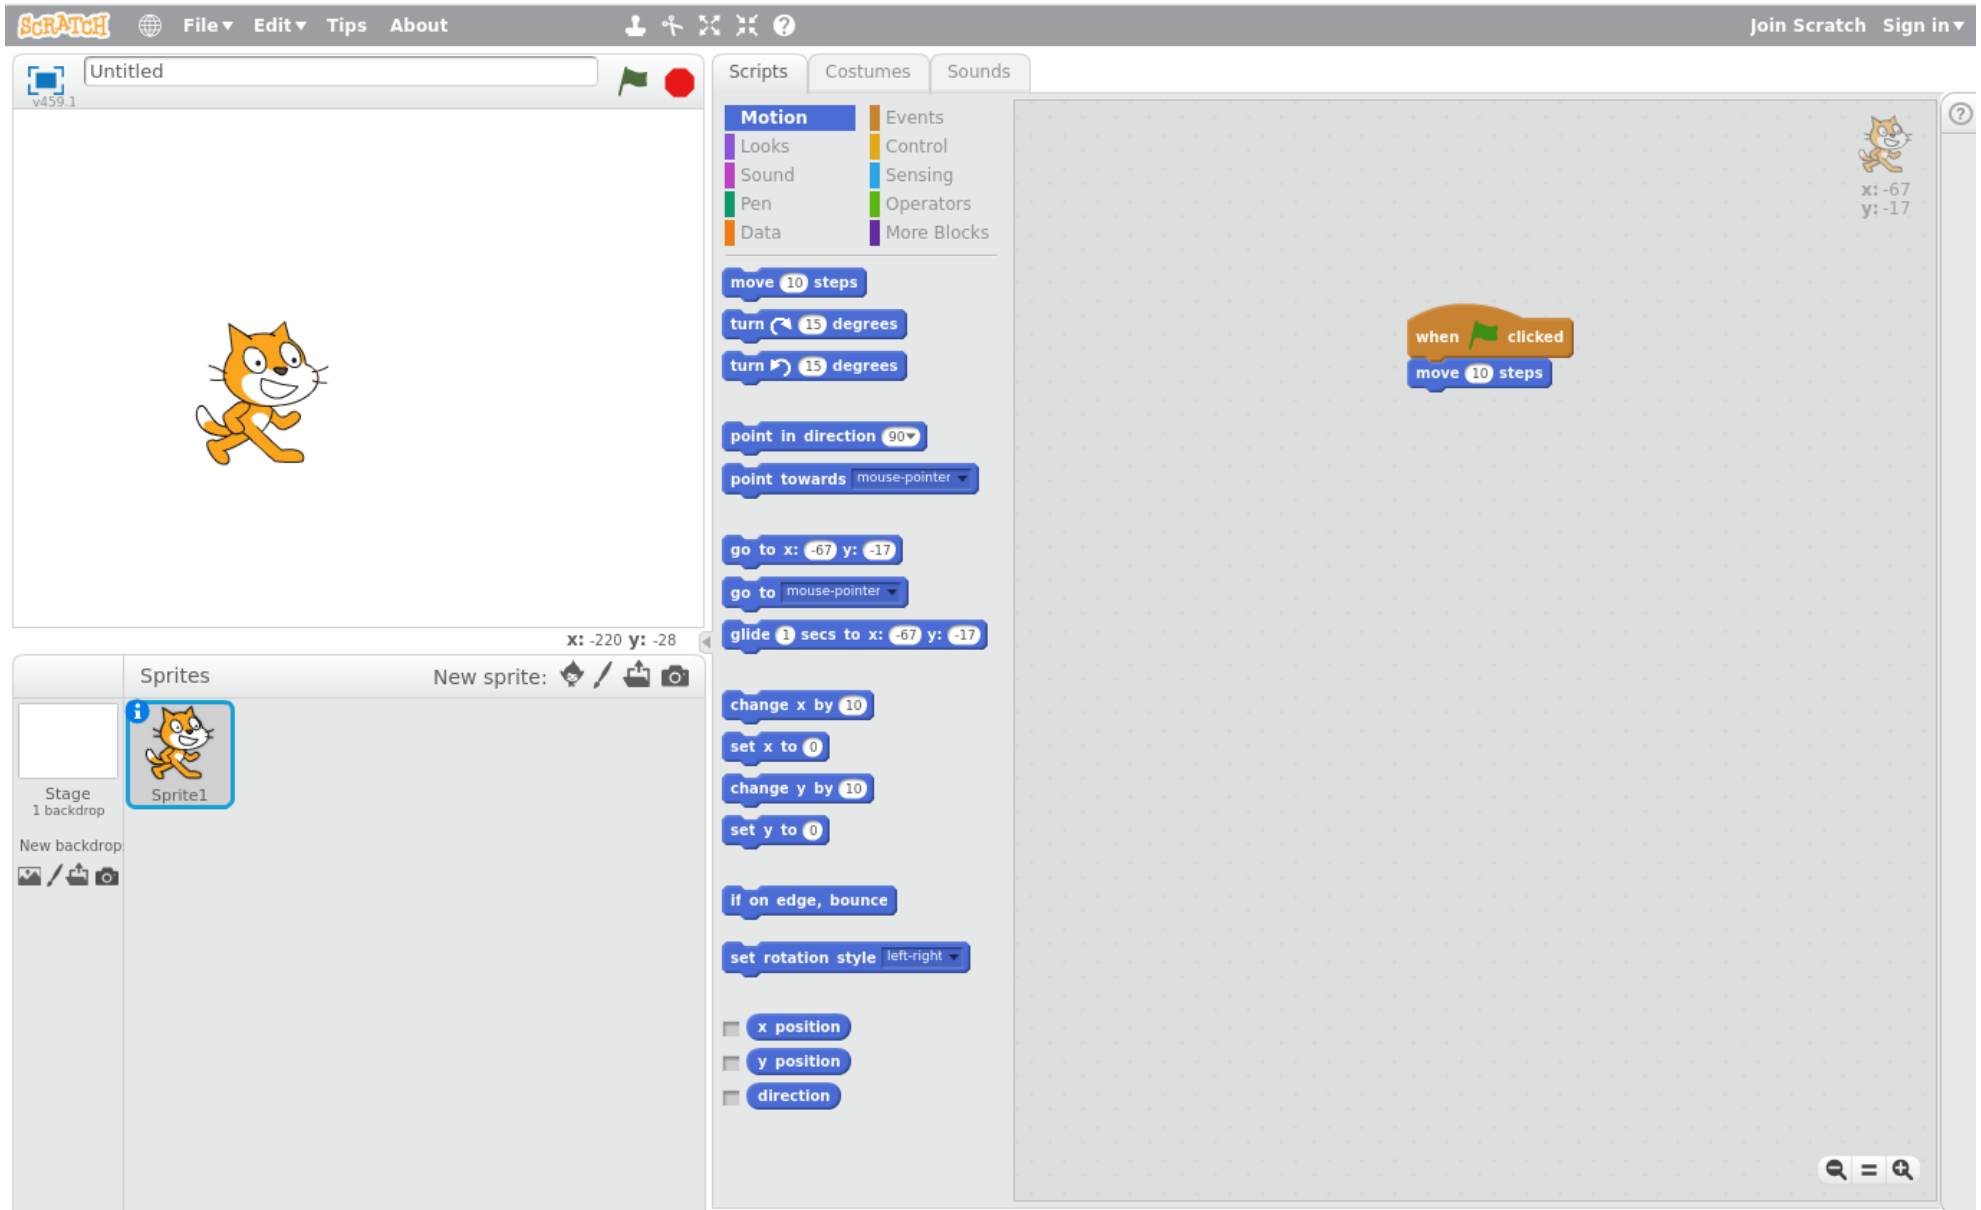 SCRATCH File Edit Tips About Join Scratch Sign in
Untitled
v459.1
x: -220 y: -28
Sprites New sprite:
Sprite1
Stage
1 backdrop
New backdrop:
Scripts Costumes Sounds
Motion Events
Looks Control
Sound Sensing
Pen Operators
Data More Blocks
move 10 steps
turn 15 degrees
turn 15 degrees
point in direction 90
point towards mouse-pointer
go to x: -67 y: -17
go to mouse-pointer
glide 1 secs to x: -67 y: -17
change x by 10
set x to 0
change y by 10
set y to 0
if on edge, bounce
set rotation style left-right
x position
y position
direction
when clicked
move 10 steps
x: -67
y: -17